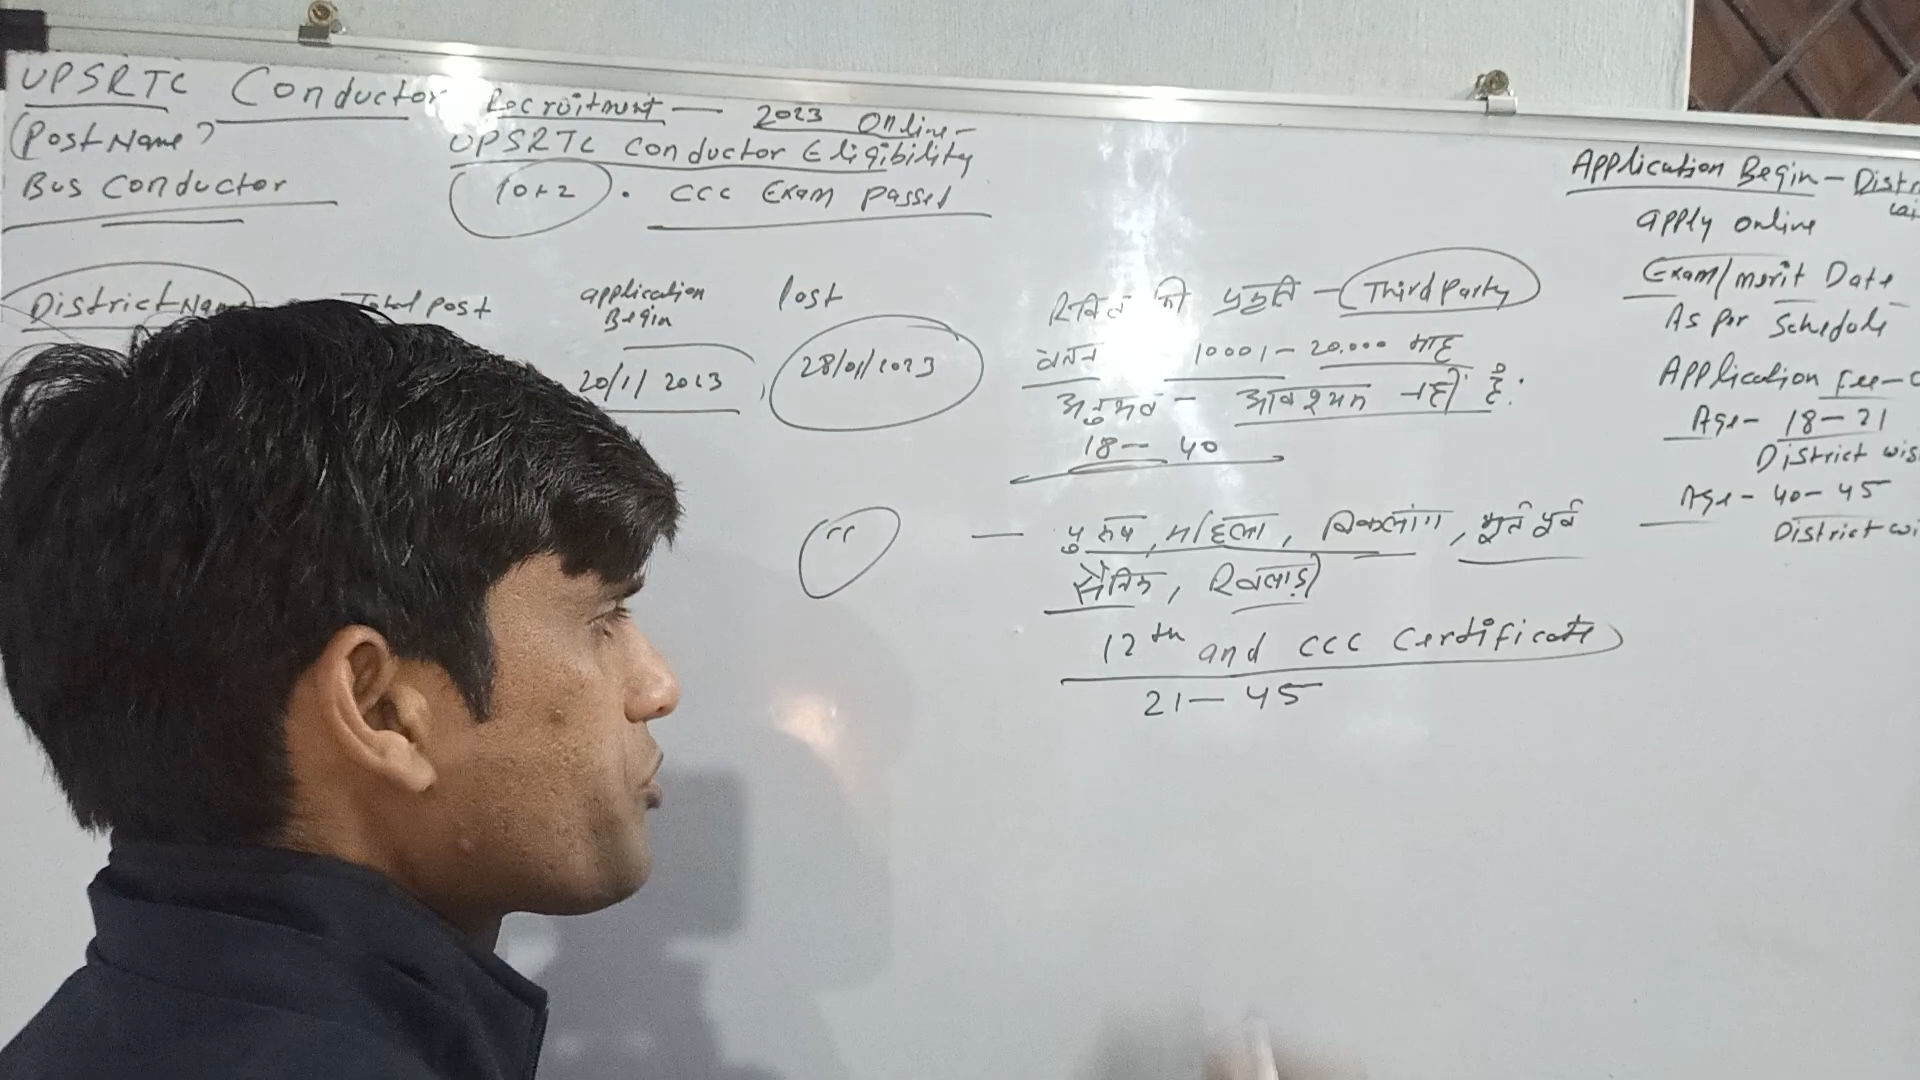 UPSRTC Conductor Recruitment — 2023 Online -
(Post Name)
UPSRTC Conductor Eligibility
Bus Conductor
10+2 . CCC Exam Passed
Application Begin - Distr
apply online
District Name
Total post
application
Begin
last
20/1/2023,
28/01/2023
रिक्ति की प्रकृति - Third Party
वेतन 10001 - 20,000 माह
अनुभव - आवश्यक नहीं है.
18 - 40
— पुरुष, महिला, विकलांग, भूतपूर्व
सैनिक, खिलाड़ी
12th and CCC Certificate
21 - 45
Exam/merit Date
As per schedule
Application Fee -
Age - 18 - 21
District wis
Age - 40 - 45
District wi